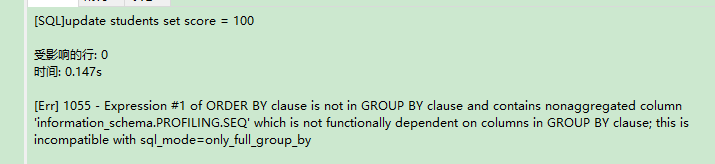 [SQL]update students set score = 100
受影响的行: 0
时间: 0.147s
[Err] 1055 - Expression #1 of ORDER BY clause is not in GROUP BY clause and contains nonaggregated column
'information_schema.PROFILING.SEQ' which is not functionally dependent on columns in GROUP BY clause; this is
incompatible with sql_mode=only_full_group_by